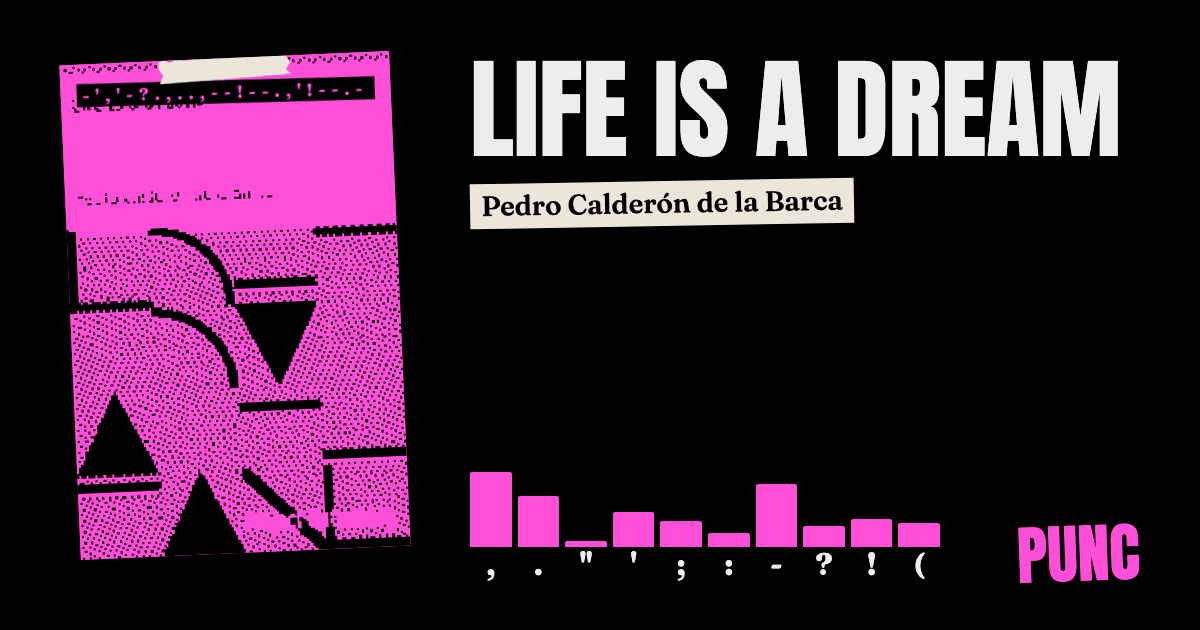 -','-?.,..,--!--.,'!--.-
LIFE IS A DREAM
Pedro Calderón de la Barca
, . " ' ; : - ? ! (
PUNC